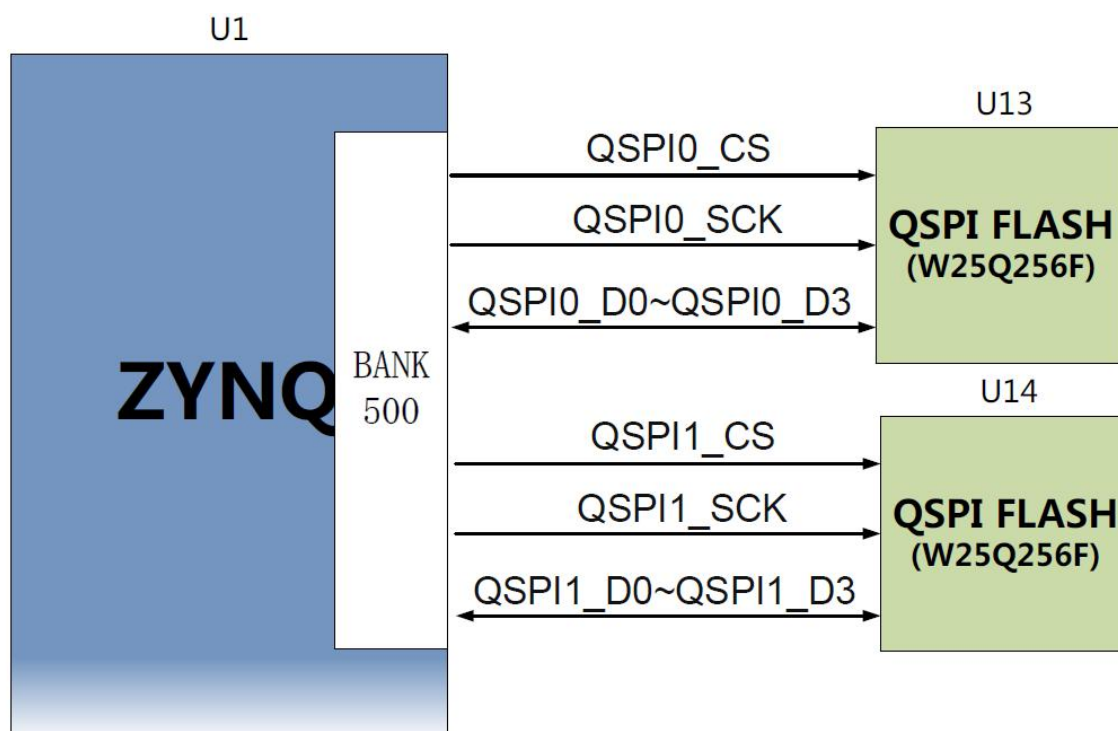 U1
ZYNQ
BANK
500
QSPI0_CS
QSPI0_SCK
QSPI0_D0~QSPI0_D3
U13
QSPI FLASH
(W25Q256F)
QSPI1_CS
QSPI1_SCK
QSPI1_D0~QSPI1_D3
U14
QSPI FLASH
(W25Q256F)